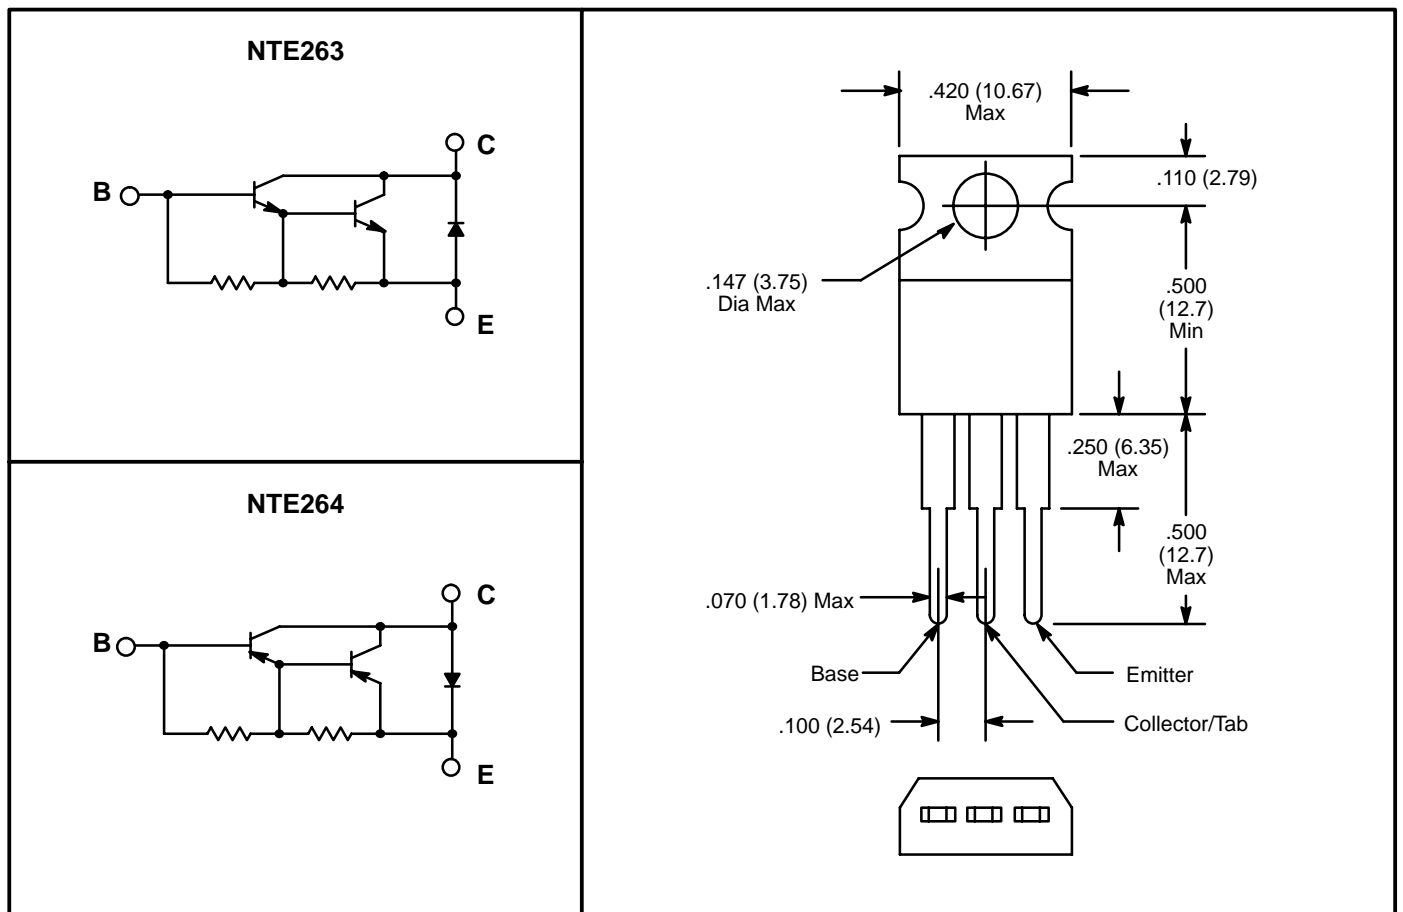 NTE263
C
B
E
NTE264
C
B
E
.420 (10.67)
Max
.110 (2.79)
.147 (3.75)
Dia Max
.500
(12.7)
Min
.250 (6.35)
Max
.500
(12.7)
Max
.070 (1.78) Max
Base
Emitter
.100 (2.54)
Collector/Tab